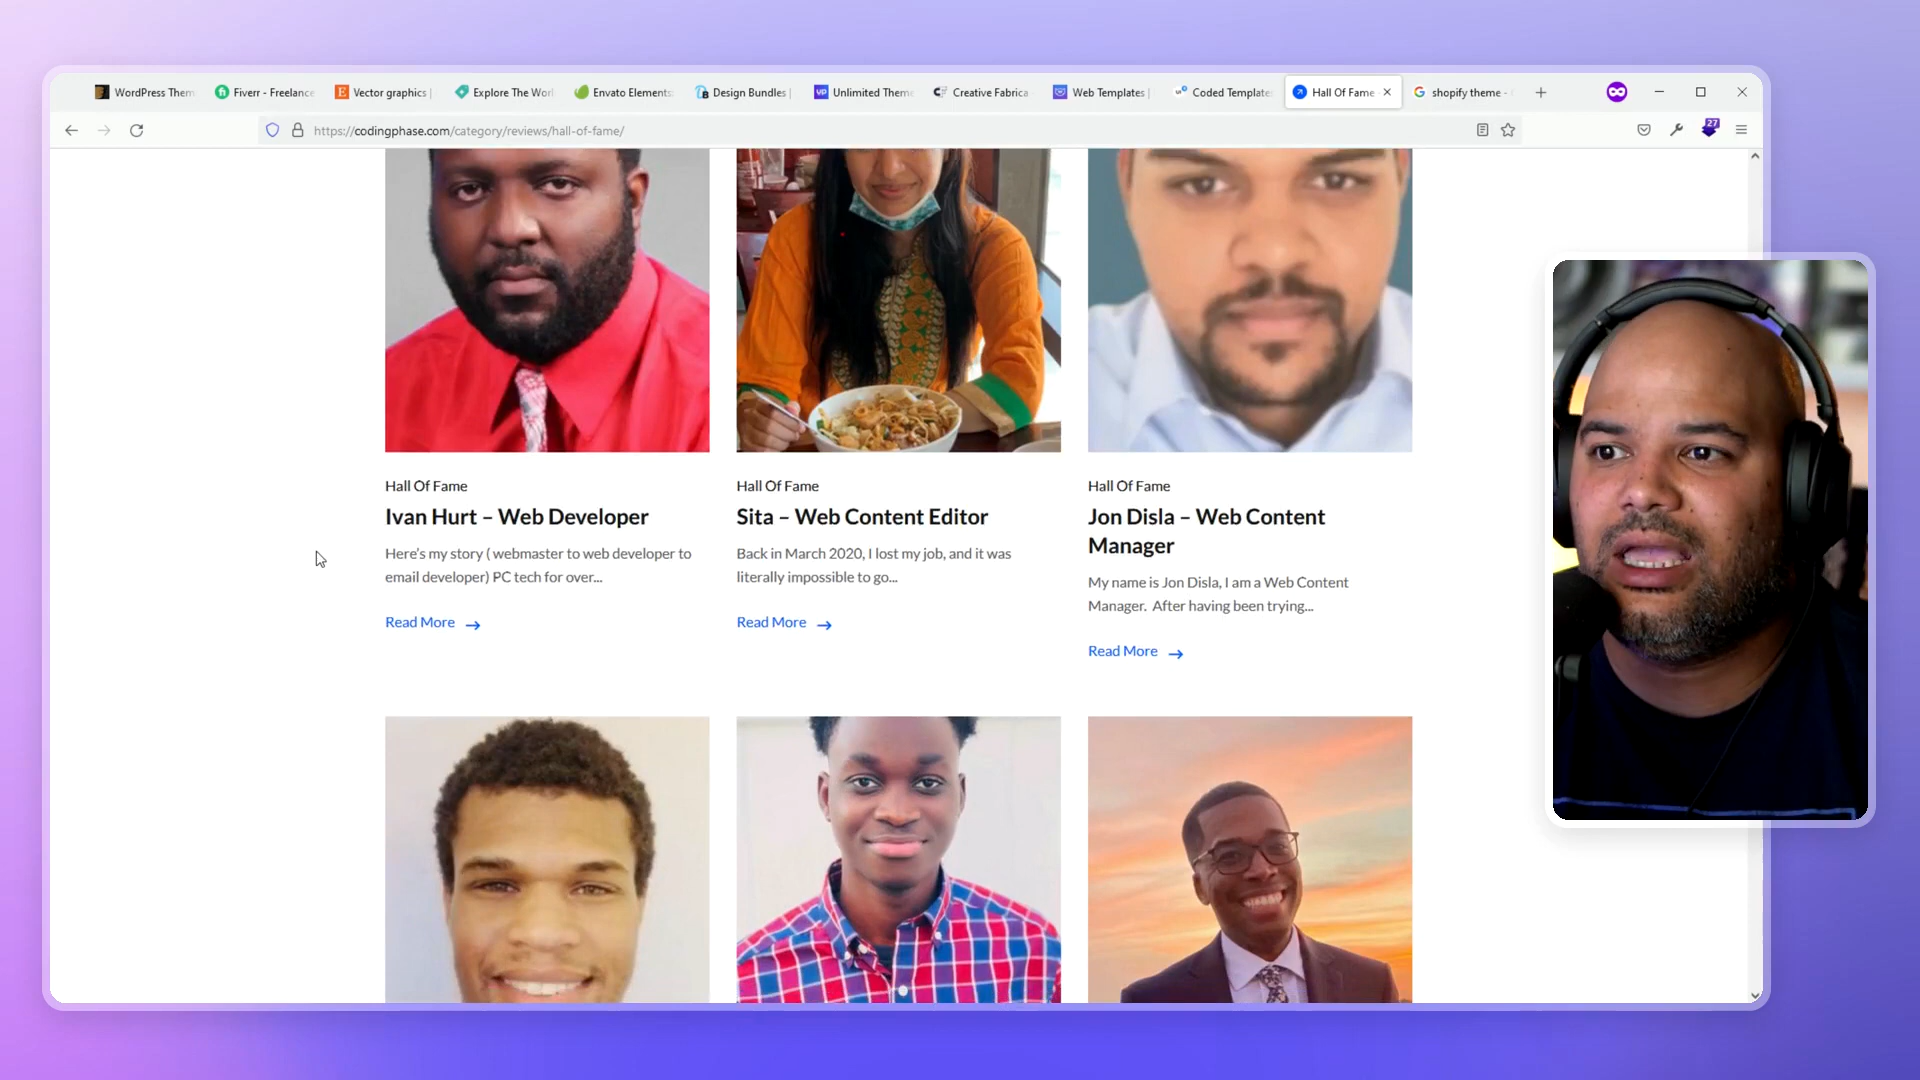 WordPress Them
Fiverr - Freelance
Vector graphics |
Explore The Worl
Envato Elements:
Design Bundles |
Unlimited Theme
Creative Fabrica
Web Templates |
Coded Template
Hall Of Fame
shopify theme -
https://codingphase.com/category/reviews/hall-of-fame/
27
Hall Of Fame
Ivan Hurt – Web Developer
Here's my story ( webmaster to web developer to
email developer) PC tech for over...
Read More
Hall Of Fame
Sita – Web Content Editor
Back in March 2020, I lost my job, and it was
literally impossible to go...
Read More
Hall Of Fame
Jon Disla – Web Content
Manager
My name is Jon Disla, I am a Web Content
Manager. After having been trying...
Read More